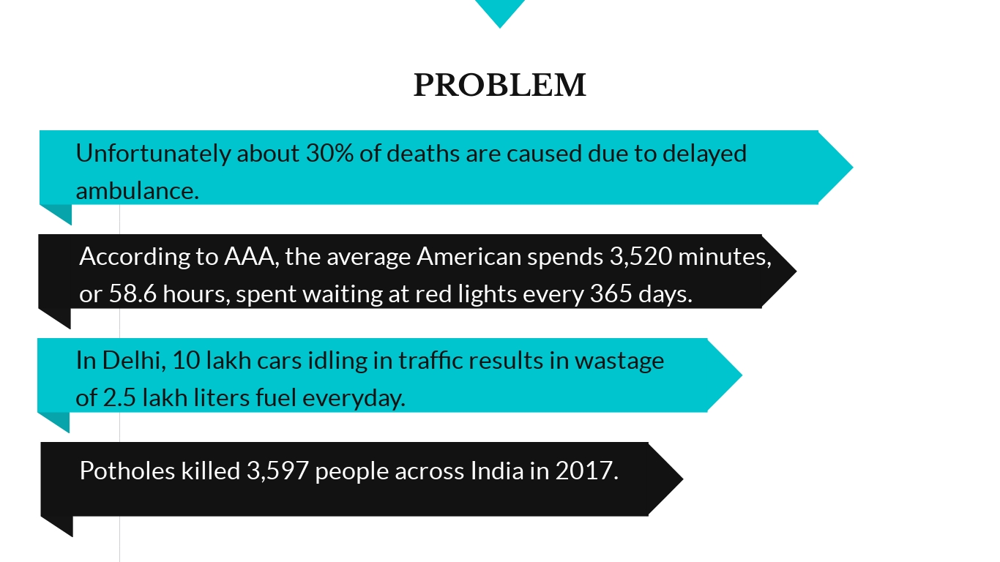 PROBLEM
Unfortunately about 30% of deaths are caused due to delayed
ambulance.
According to AAA, the average American spends 3,520 minutes,
or 58.6 hours, spent waiting at red lights every 365 days.
In Delhi, 10 lakh cars idling in traffic results in wastage
of 2.5 lakh liters fuel everyday.
Potholes killed 3,597 people across India in 2017.